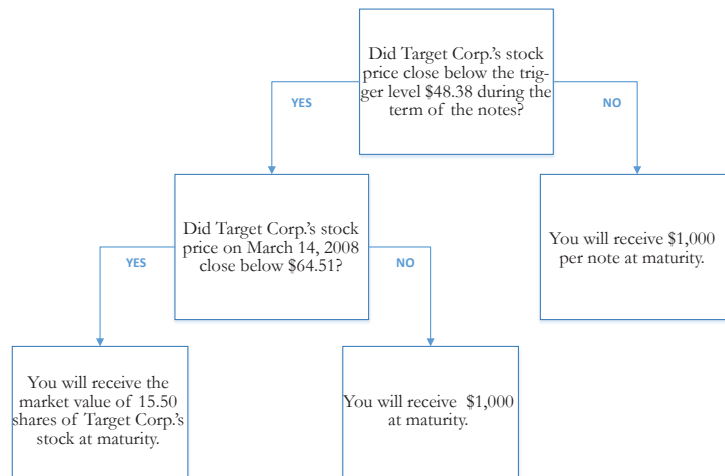 Did Target Corp.'s stock
price close below the trig-
ger level $48.38 during the
term of the notes?
YES
NO
Did Target Corp.'s stock
price on March 14, 2008
close below $64.51?
You will receive $1,000
per note at maturity.
YES
NO
You will receive the
market value of 15.50
shares of Target Corp.'s
stock at maturity.
You will receive $1,000
at maturity.